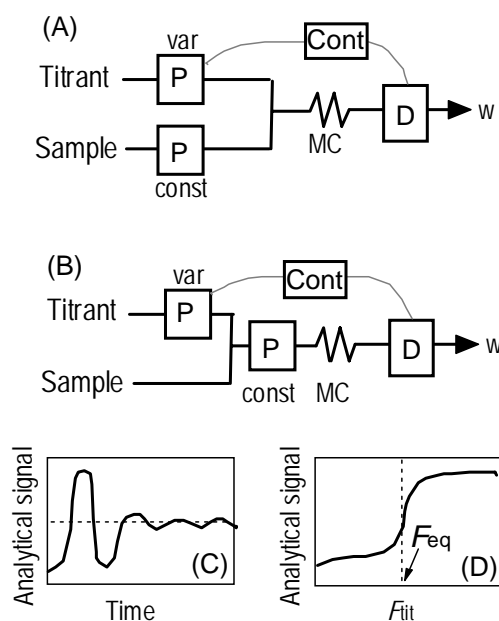 (A)
var
Cont
Titrant
P
D
w
Sample
P
MC
const
(B)
var
Cont
Titrant
P
P
D
w
Sample
const
MC
Analytical signal
(C)
Time
Analytical signal
Feq
(D)
Ftit